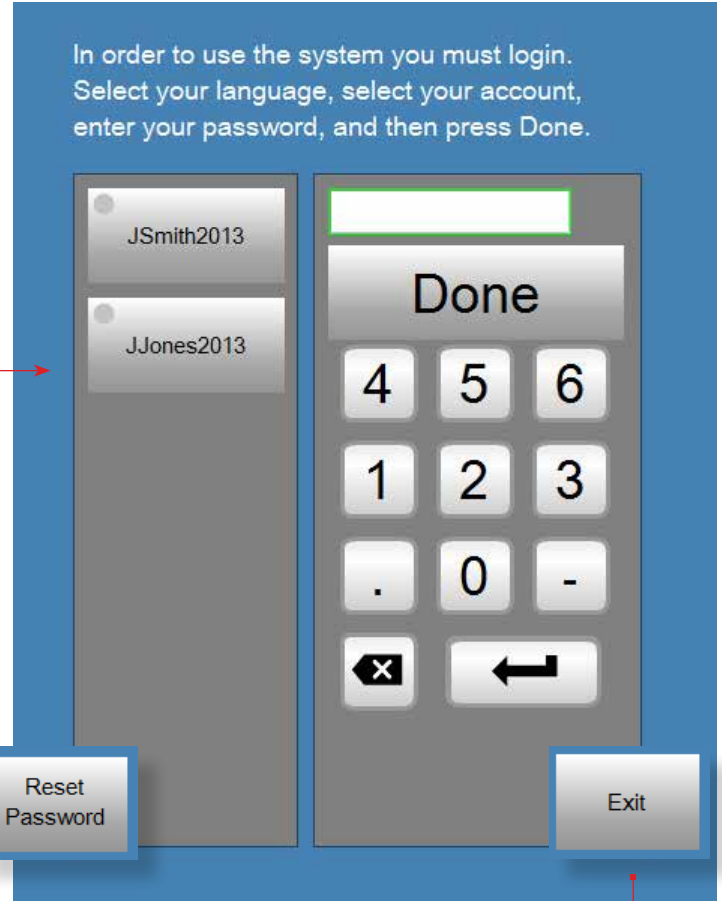 In order to use the system you must login.
Select your language, select your account,
enter your password, and then press Done.
JSmith2013
JJones2013
Done
4 5 6
1 2 3
. 0 -
Reset
Password
Exit